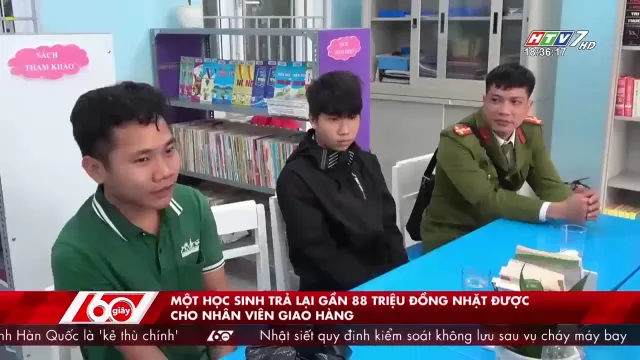 HTV7 HD
18:36:17
SÁCH
THAM KHẢO
60 giây
MỘT HỌC SINH TRẢ LẠI GẦN 88 TRIỆU ĐỒNG NHẶT ĐƯỢC
CHO NHÂN VIÊN GIAO HÀNG
nh Hàn Quốc là 'kẻ thù chính'
Nhật siết quy định kiểm soát không lưu sau vụ cháy máy bay